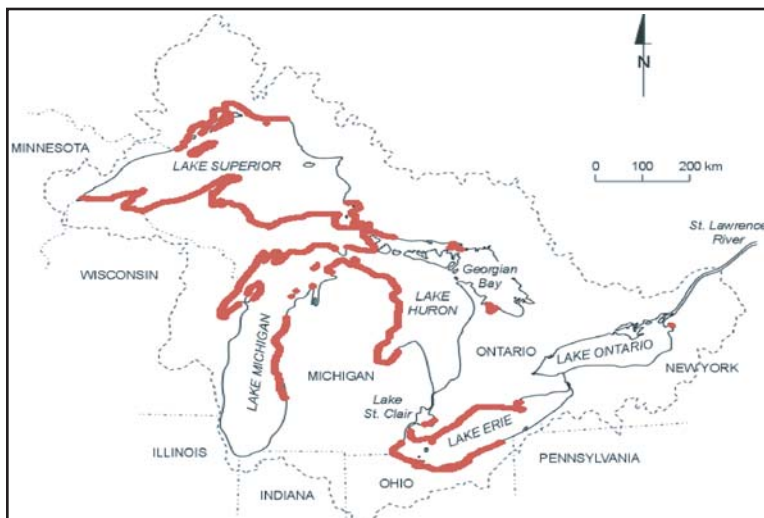 N
MINNESOTA
LAKE SUPERIOR
0 100 200 km
St. Lawrence
River
WISCONSIN
Georgian
Bay
LAKE
HURON
ONTARIO
LAKE ONTARIO
NEW YORK
LAKE MICHIGAN
MICHIGAN
Lake
St. Clair
LAKE ERIE
ILLINOIS
PENNSYLVANIA
OHIO
INDIANA